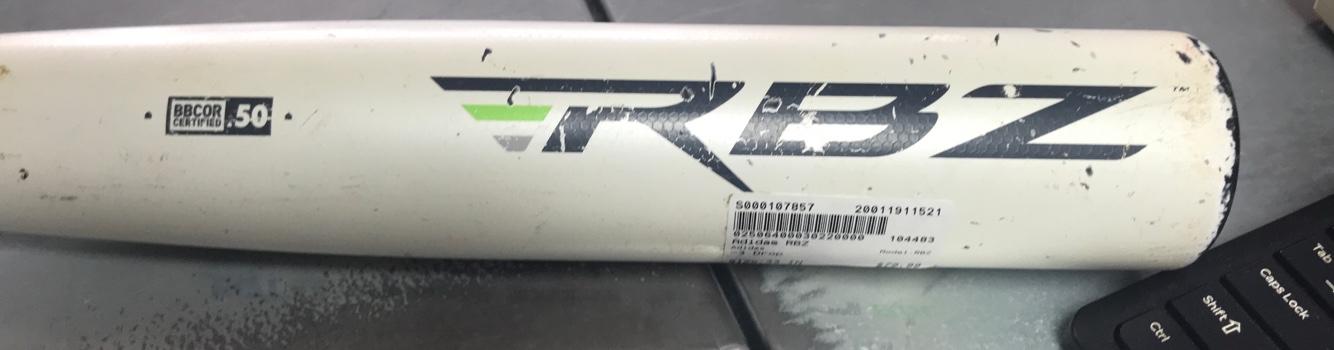 BBCOR
CERTIFIED
.50
RBZ
™
S000107857 20011911521
104483
Adidas RBZ
Adidas
Model:RBZ
-3 Drop
Tab
Caps Lock
Shift⇧
Ctrl